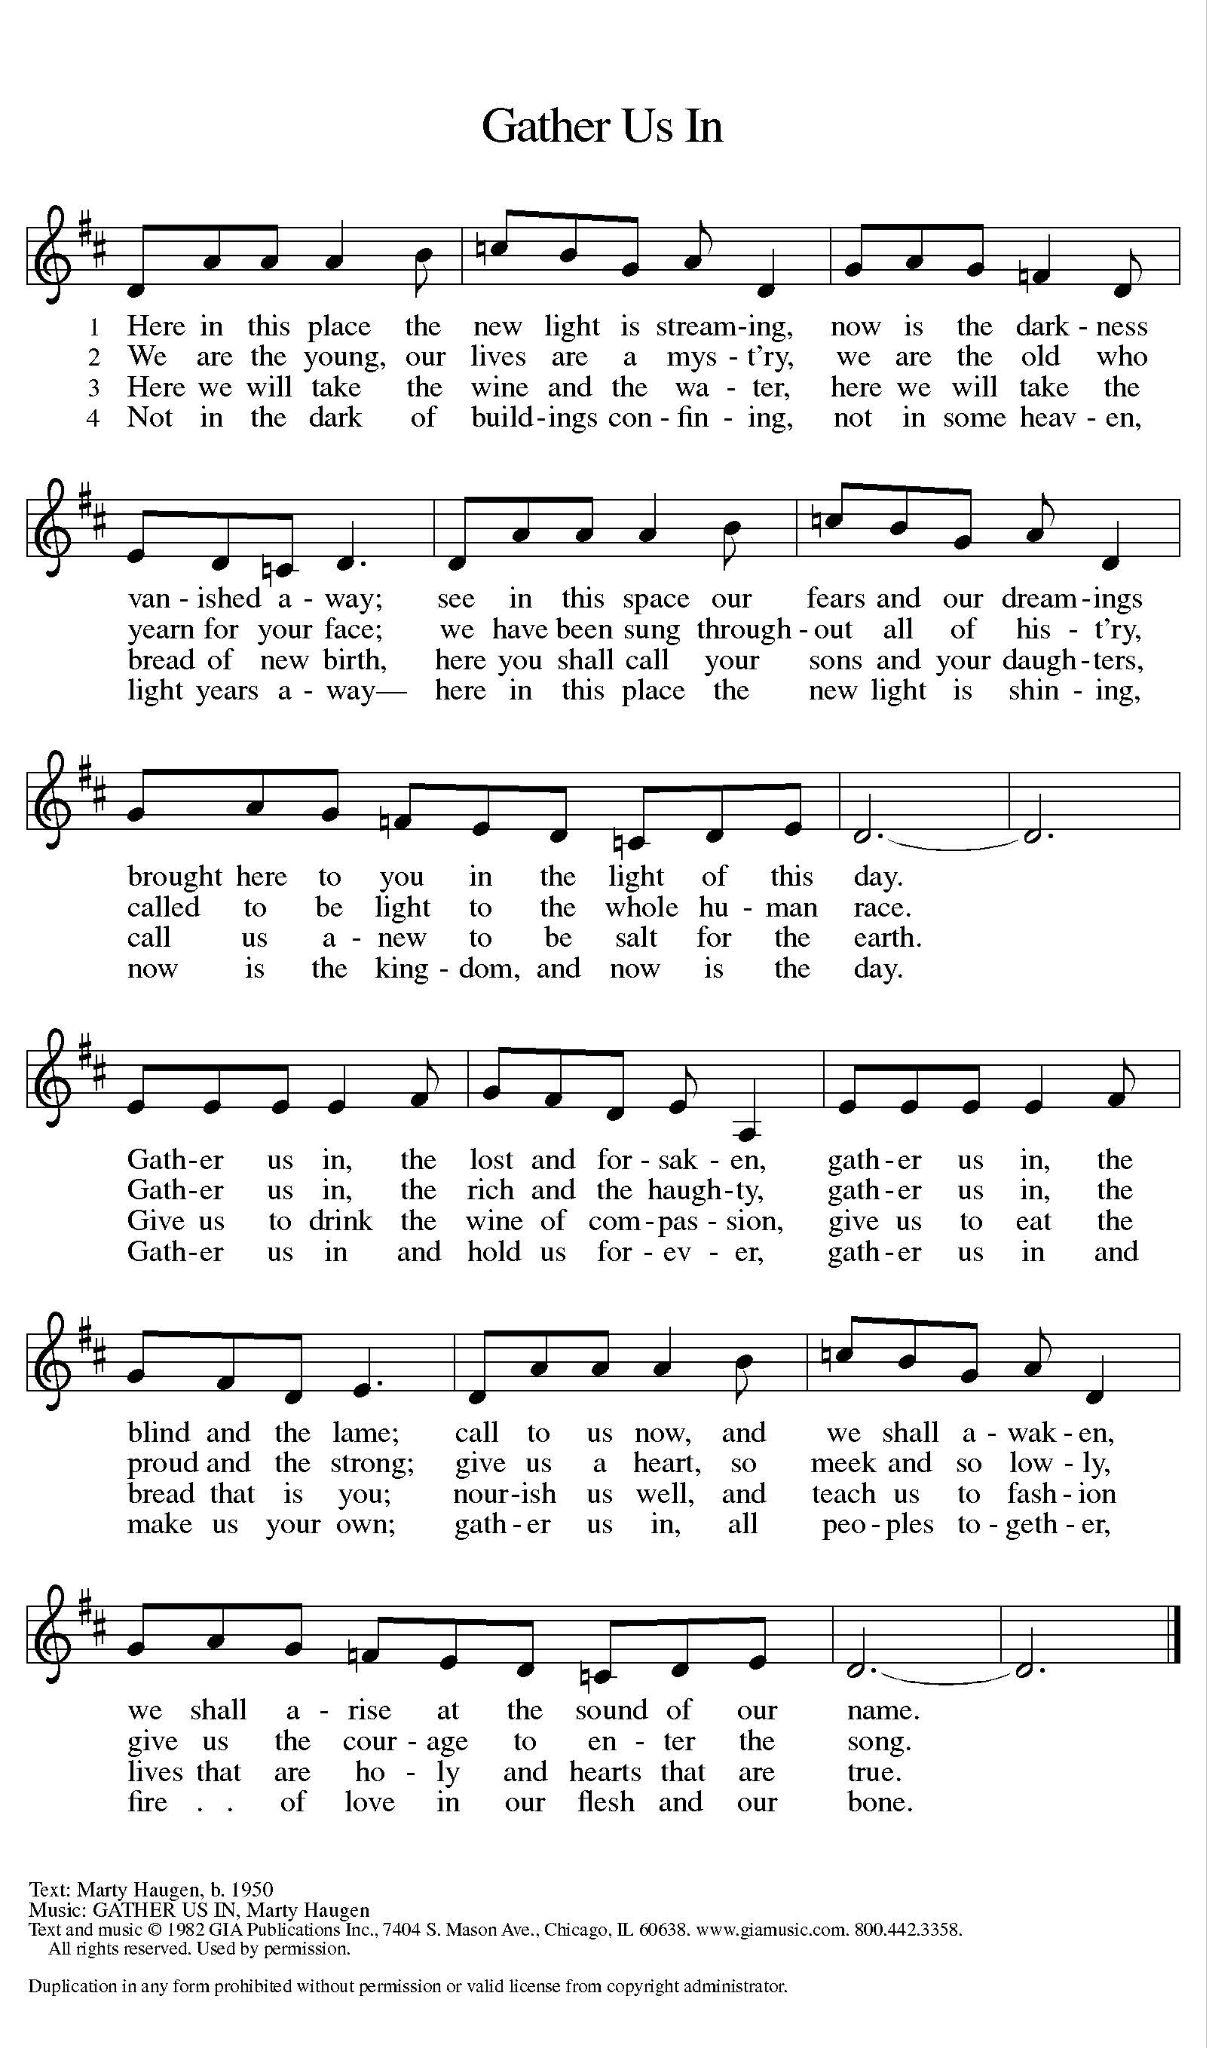 Gather Us In
1 Here in this place the new light is stream-ing, now is the dark - ness
2 We are the young, our lives are a mys - t'ry, we are the old who
3 Here we will take the wine and the wa - ter, here we will take the
4 Not in the dark of build-ings con - fin - ing, not in some heav - en,
van - ished a - way; see in this space our fears and our dream-ings
yearn for your face; we have been sung through - out all of his - t'ry,
bread of new birth, here you shall call your sons and your daugh-ters,
light years a - way— here in this place the new light is shin - ing,
brought here to you in the light of this day.
called to be light to the whole hu - man race.
call us a - new to be salt for the earth.
now is the king - dom, and now is the day.
Gath-er us in, the lost and for - sak - en, gath-er us in, the
Gath-er us in, the rich and the haugh-ty, gath-er us in, the
Give us to drink the wine of com-pas - sion, give us to eat the
Gath-er us in and hold us for - ev - er, gath-er us in and
blind and the lame; call to us now, and we shall a - wak - en,
proud and the strong; give us a heart, so meek and so low - ly,
bread that is you; nour-ish us well, and teach us to fash - ion
make us your own; gath-er us in, all peo - ples to - geth - er,
we shall a - rise at the sound of our name.
give us the cour - age to en - ter the song.
lives that are ho - ly and hearts that are true.
fire . . of love in our flesh and our bone.
Text: Marty Haugen, b. 1950
Music: GATHER US IN, Marty Haugen
Text and music © 1982 GIA Publications Inc., 7404 S. Mason Ave., Chicago, IL 60638. www.giamusic.com. 800.442.3358.
All rights reserved. Used by permission.
Duplication in any form prohibited without permission or valid license from copyright administrator.